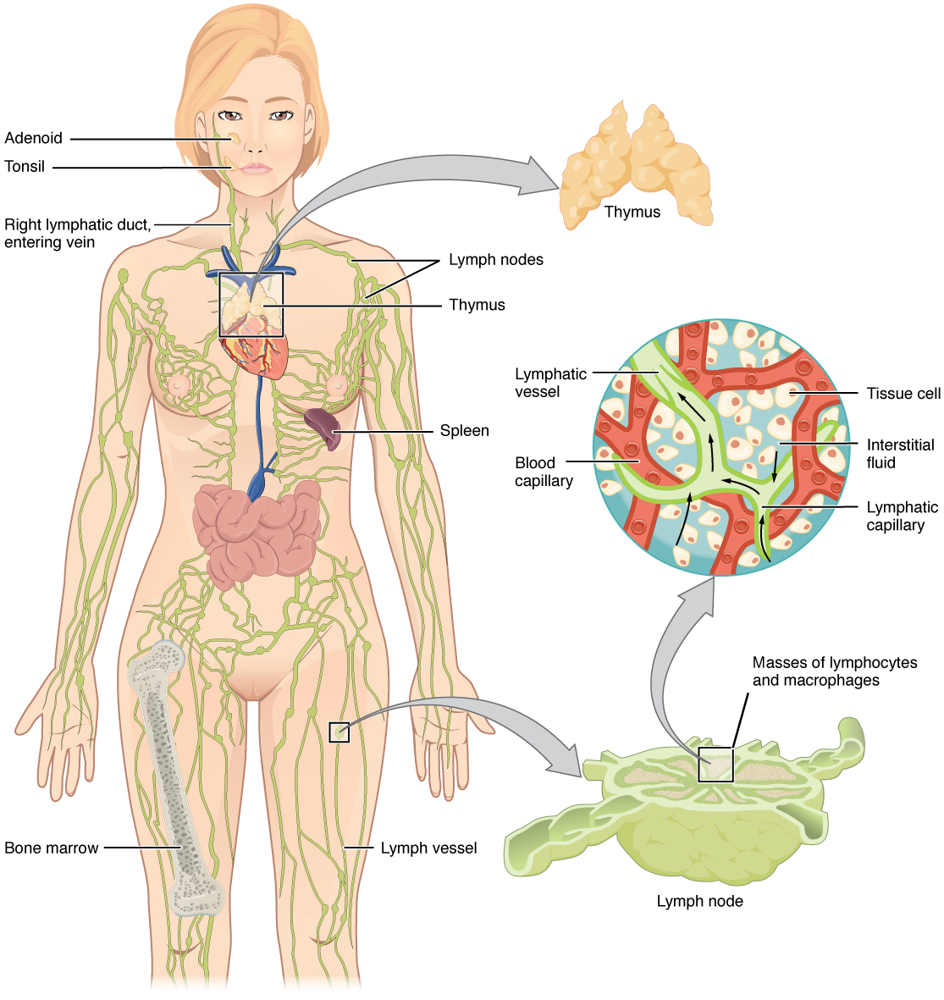 Adenoid
Tonsil
Right lymphatic duct,
entering vein
Thymus
Lymph nodes
Thymus
Spleen
Lymphatic
vessel
Blood
capillary
Tissue cell
Interstitial
fluid
Lymphatic
capillary
Masses of lymphocytes
and macrophages
Bone marrow
Lymph vessel
Lymph node